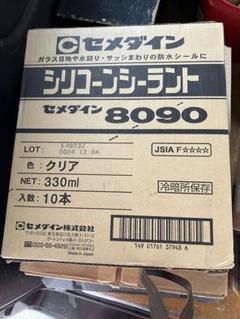 セメダイン
ガラス目地や水回り・サッシまわりの防水シールに
シリコーンシーラント
セメダイン 8090
LOT:
2024.12.04
JSIA F☆☆☆☆
色：クリア
NET: 330ml
冷暗所保存
入数：10本
セメダイン株式会社
Made in Japan
149 01761 37948 6